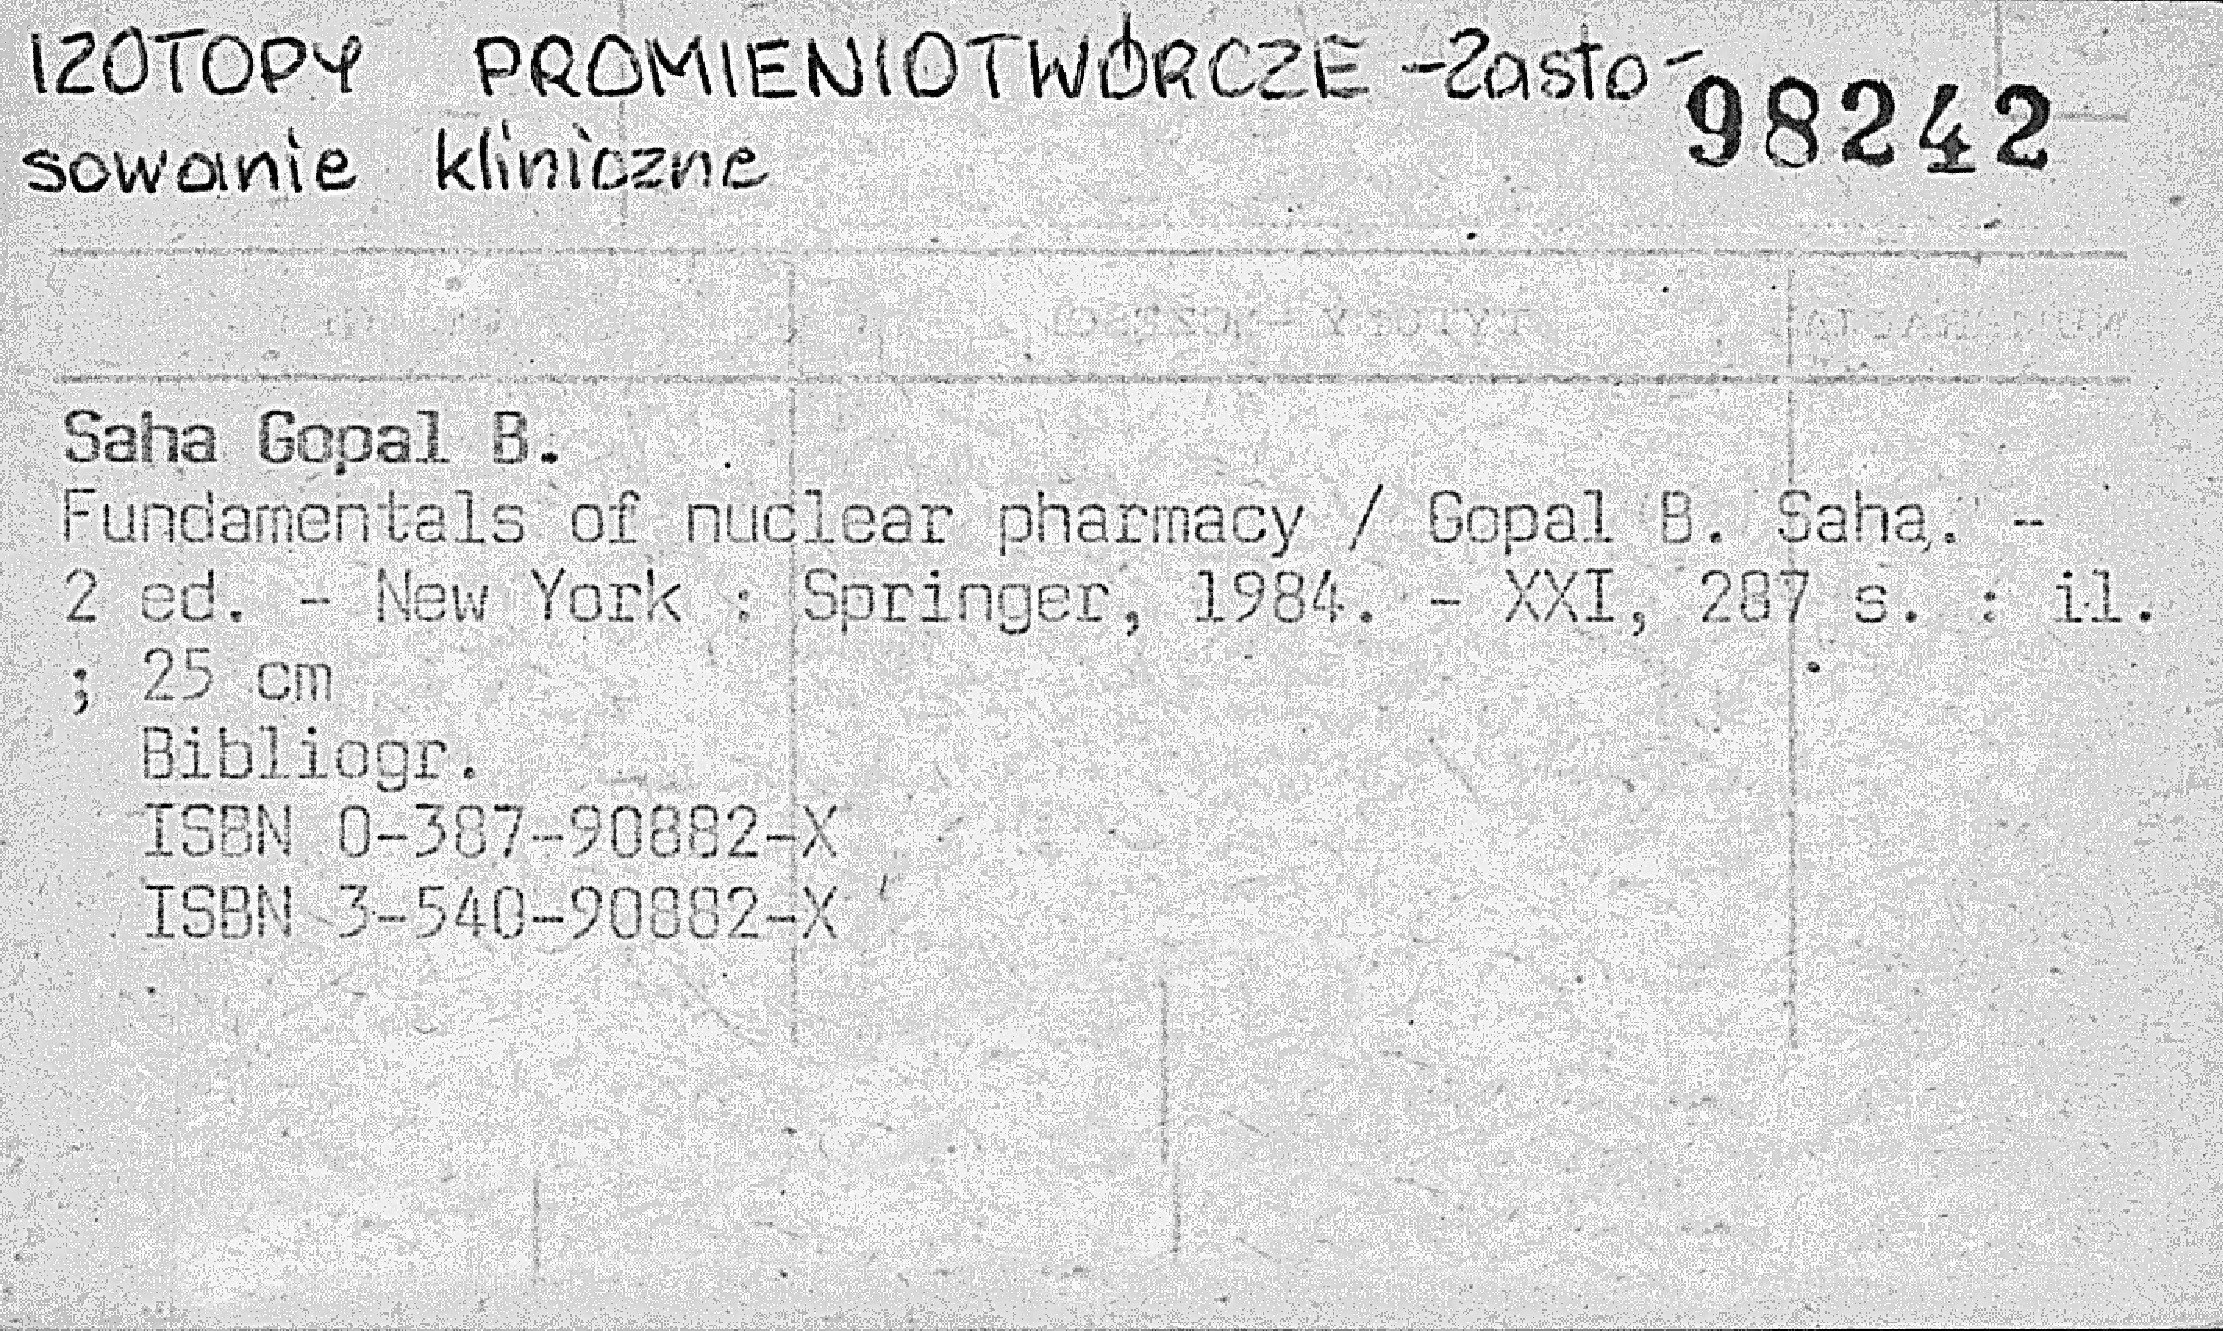 IZOTOPY PROMIENIOTWÓRCZE - Zasto-
98242
sowanie kliniczne
Saha Gopal B.
Fundamentals of nuclear pharmacy / Gopal B. Saha. -
2 ed. - New York : Springer, 1984. - XXI, 287 s. : il.
; 25 cm
Bibliogr.
ISBN 0-387-90882-X
ISBN 3-540-90882-X